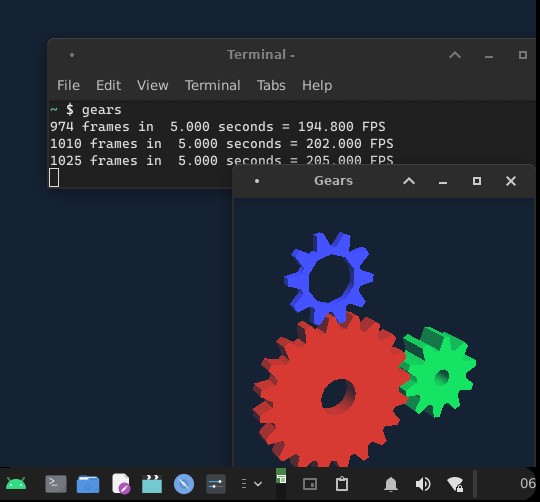 Terminal -
File Edit View Terminal Tabs Help
~ $ gears
974 frames in  5.000 seconds = 194.800 FPS
1010 frames in  5.000 seconds = 202.000 FPS
1025 frames in  5.000 seconds = 205.000 FPS
Gears
06